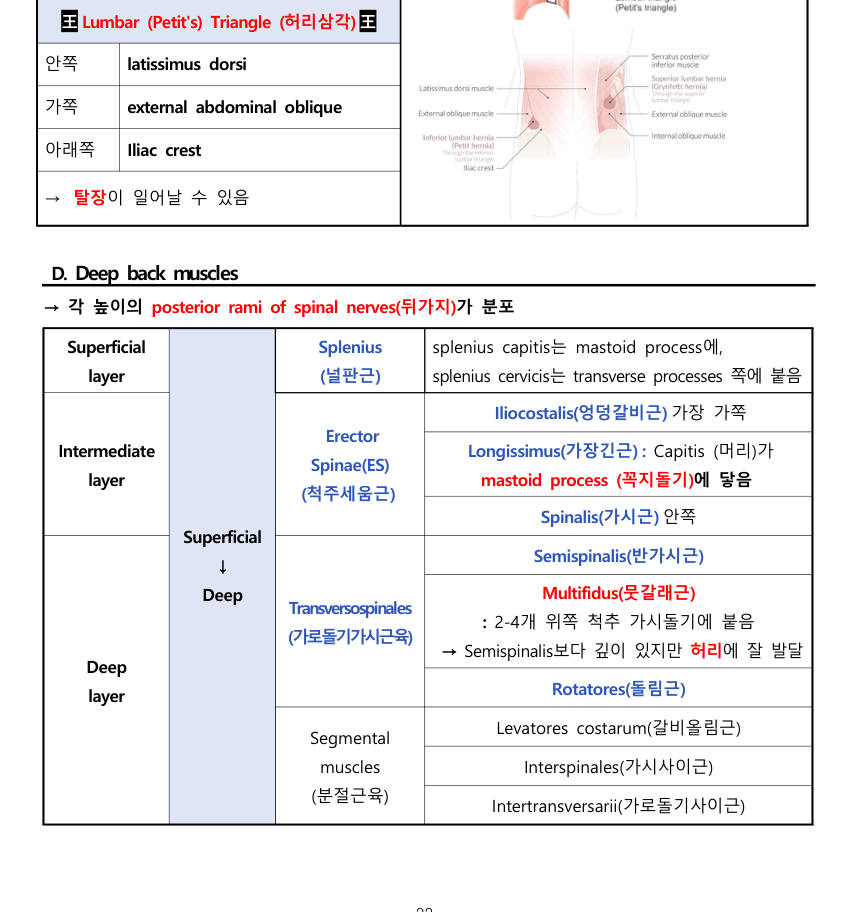 王 Lumbar (Petit's) Triangle (허리삼각) 王
안쪽 latissimus dorsi
가쪽 external abdominal oblique
아래쪽 Iliac crest
→ 탈장이 일어날 수 있음
(Petit's triangle)
Serratus posterior
inferior muscle
Superior lumbar hernia
(Grynfeltt hernia)
Through the superior
lumbar triangle
Latissimus dorsi muscle
External oblique muscle
External oblique muscle
Inferior lumbar hernia
(Petit hernia)
Through the inferior
lumbar triangle
Internal oblique muscle
Iliac crest
D. Deep back muscles
→ 각 높이의 posterior rami of spinal nerves(뒤가지)가 분포
Superficial
layer
Splenius
(널판근)
splenius capitis는 mastoid process에,
splenius cervicis는 transverse processes 쪽에 붙음
Intermediate
layer
Superficial
↓
Deep
Erector
Spinae(ES)
(척주세움근)
Iliocostalis(엉덩갈비근) 가장 가쪽
Longissimus(가장긴근) : Capitis (머리)가
mastoid process (꼭지돌기)에 닿음
Spinalis(가시근) 안쪽
Deep
layer
Transversospinales
(가로돌기가시근육)
Semispinalis(반가시근)
Multifidus(뭇갈래근)
: 2-4개 위쪽 척추 가시돌기에 붙음
→ Semispinalis보다 깊이 있지만 허리에 잘 발달
Rotatores(돌림근)
Segmental
muscles
(분절근육)
Levatores costarum(갈비올림근)
Interspinales(가시사이근)
Intertransversarii(가로돌기사이근)